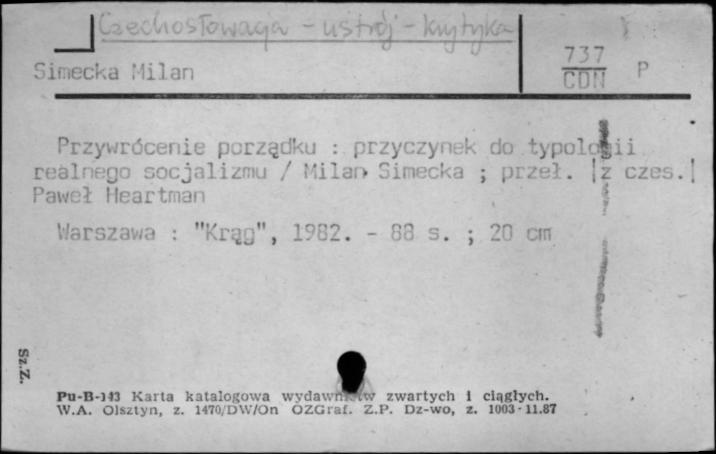 Czechosłowacja - ustrój - krytyka
Simecka Milan
737
CDN
P
Przywrócenie porządku : przyczynek do typologii
realnego socjalizmu / Milan Simecka ; przeł. |z czes.|
Paweł Heartman
Warszawa : "Krąg", 1982. - 88 s. ; 20 cm
Sz.Z.
Pu-B-143 Karta katalogowa wydawnictw zwartych i ciągłych.
W.A. Olsztyn, z. 1470/DW/On OZGraf. Z.P. Dz-wo, z. 1003-11.87